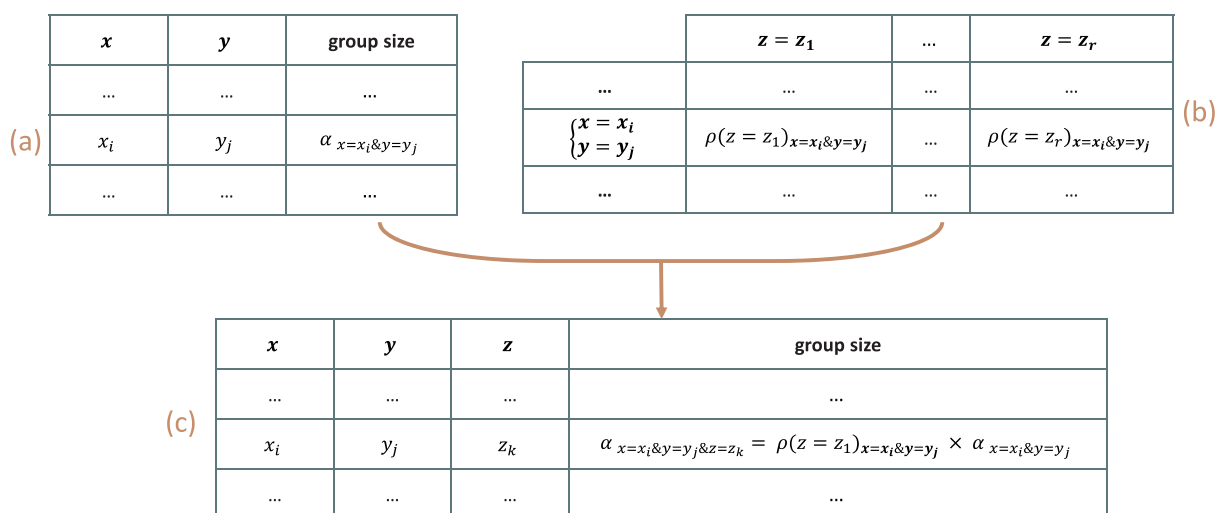 (a)
x y group size
... ... ...
x_i y_j α x=x_i&y=y_j
... ... ...
(b)
z = z_1 ... z = z_r
... ... ... ...
{x = x_i
y = y_j ρ(z = z_1)x=x_i&y=y_j ... ρ(z = z_r)x=x_i&y=y_j
... ... ... ...
(c)
x y z group size
... ... ... ...
x_i y_j z_k α x=x_i&y=y_j&z=z_k = ρ(z = z_1)x=x_i&y=y_j × α x=x_i&y=y_j
... ... ... ...